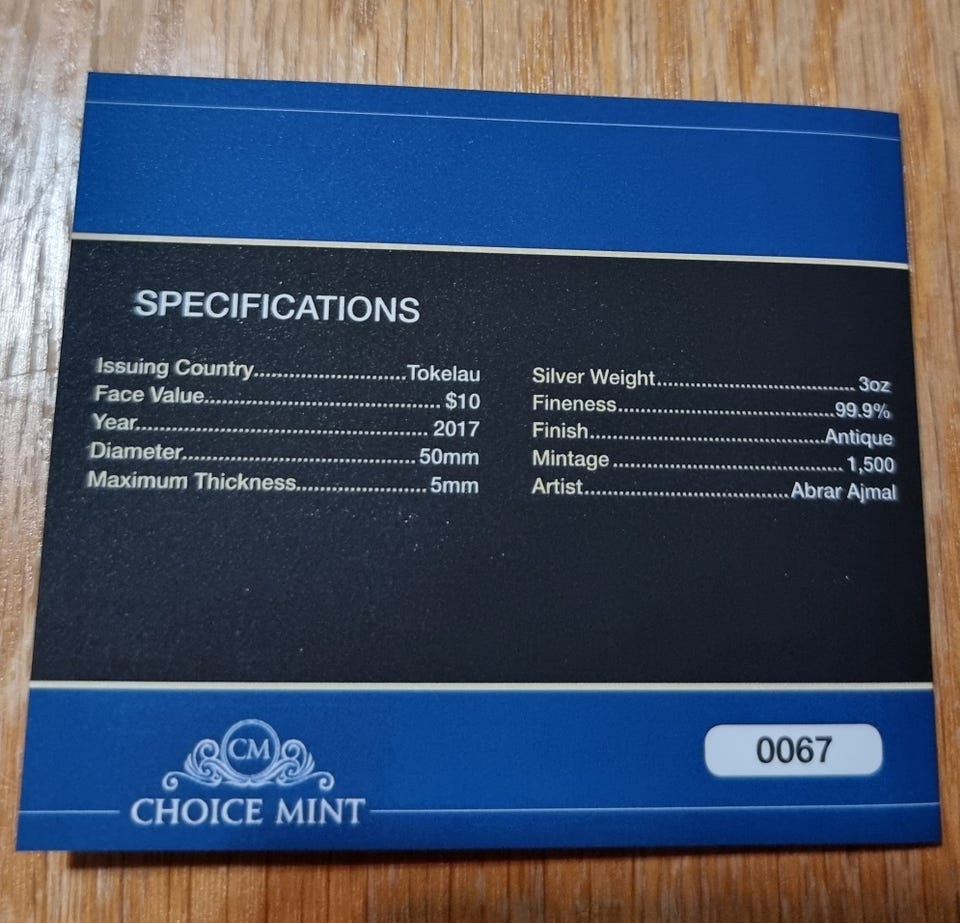 SPECIFICATIONS
Issuing Country..........................Tokelau
Face Value........................................ $10
Year.................................................. 2017
Diameter........................................ 50mm
Maximum Thickness...................... 5mm
Silver Weight................................. 3oz
Fineness.....................................99.9%
Finish........................................Antique
Mintage ....................................... 1,500
Artist...................................Abrar Ajmal
CM
CHOICE MINT
0067